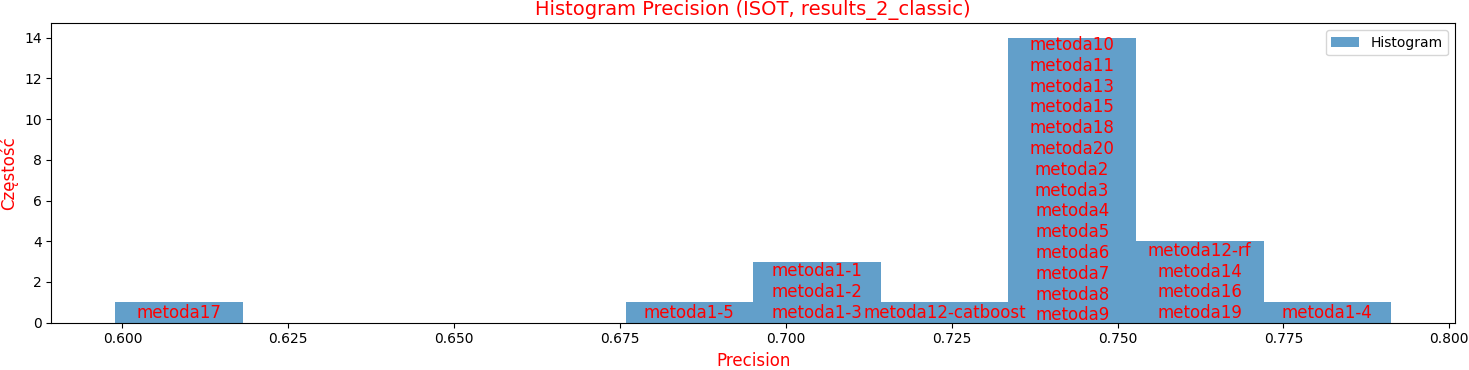 Histogram Precision (ISOT, results_2_classic)
Histogram
Częstość
14
12
10
8
6
4
2
0
metoda17
metoda1-5
metoda1-1
metoda1-2
metoda1-3
metoda12-catboost
metoda10
metoda11
metoda13
metoda15
metoda18
metoda20
metoda2
metoda3
metoda4
metoda5
metoda6
metoda7
metoda8
metoda9
metoda12-rf
metoda14
metoda16
metoda19
metoda1-4
0.600 0.625 0.650 0.675 0.700 0.725 0.750 0.775 0.800
Precision